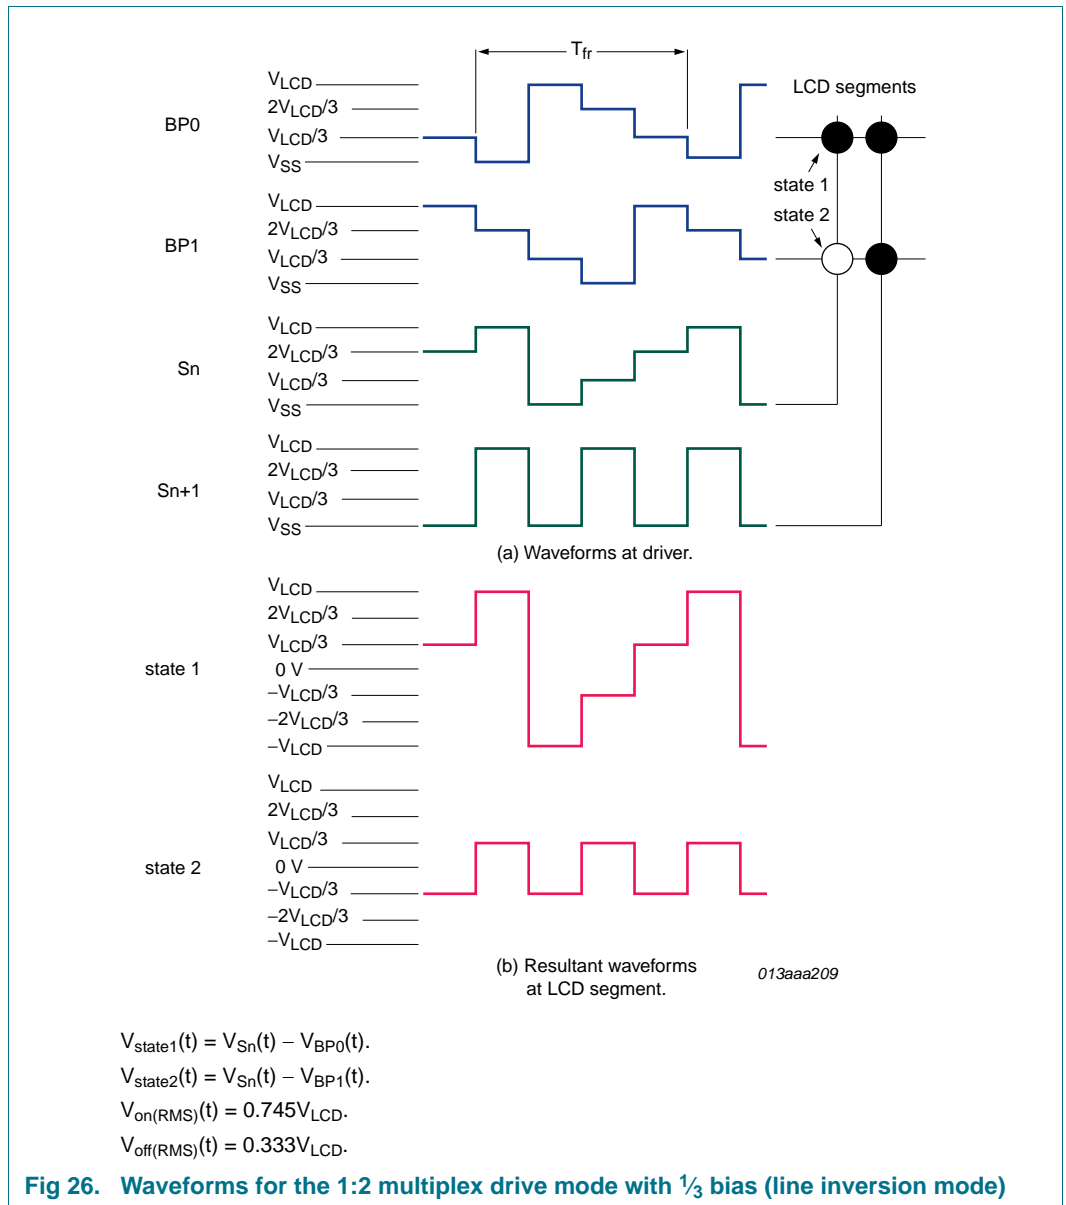 T_fr
BP0
V_LCD
2V_LCD/3
V_LCD/3
V_SS
LCD segments
state 1
state 2
BP1
V_LCD
2V_LCD/3
V_LCD/3
V_SS
Sn
V_LCD
2V_LCD/3
V_LCD/3
V_SS
Sn+1
V_LCD
2V_LCD/3
V_LCD/3
V_SS
(a) Waveforms at driver.
state 1
V_LCD
2V_LCD/3
V_LCD/3
0 V
−V_LCD/3
−2V_LCD/3
−V_LCD
state 2
V_LCD
2V_LCD/3
V_LCD/3
0 V
−V_LCD/3
−2V_LCD/3
−V_LCD
(b) Resultant waveforms
at LCD segment.
013aaa209
V_state1(t) = V_Sn(t) − V_BP0(t).
V_state2(t) = V_Sn(t) − V_BP1(t).
V_on(RMS)(t) = 0.745V_LCD.
V_off(RMS)(t) = 0.333V_LCD.
Fig 26. Waveforms for the 1:2 multiplex drive mode with 1⁄3 bias (line inversion mode)